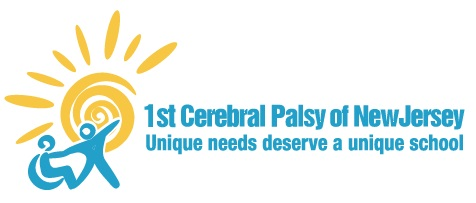 1st Cerebral Palsy of NewJersey
Unique needs deserve a unique school